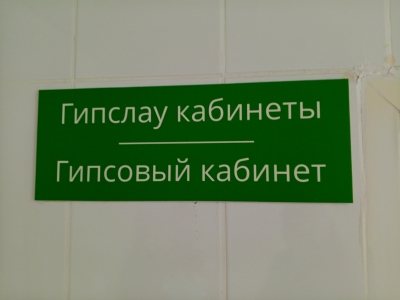 Гипслау кабинеты
Гипсовый кабинет